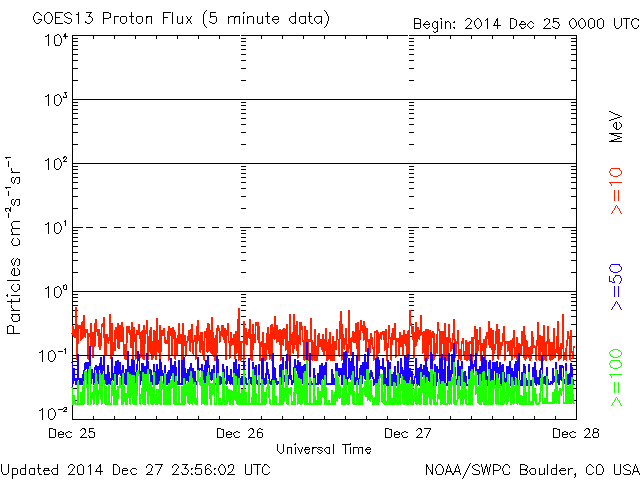 GOES13 Proton Flux (5 minute data)
Begin: 2014 Dec 25 0000 UTC
10⁴
10³
10²
10¹
10⁰
10⁻¹
10⁻²
Particles cm⁻²s⁻¹sr⁻¹
MeV
>=10
>=50
>=100
Dec 25
Dec 26
Dec 27
Dec 28
Universal Time
Updated 2014 Dec 27 23:56:02 UTC
NOAA/SWPC Boulder, CO USA